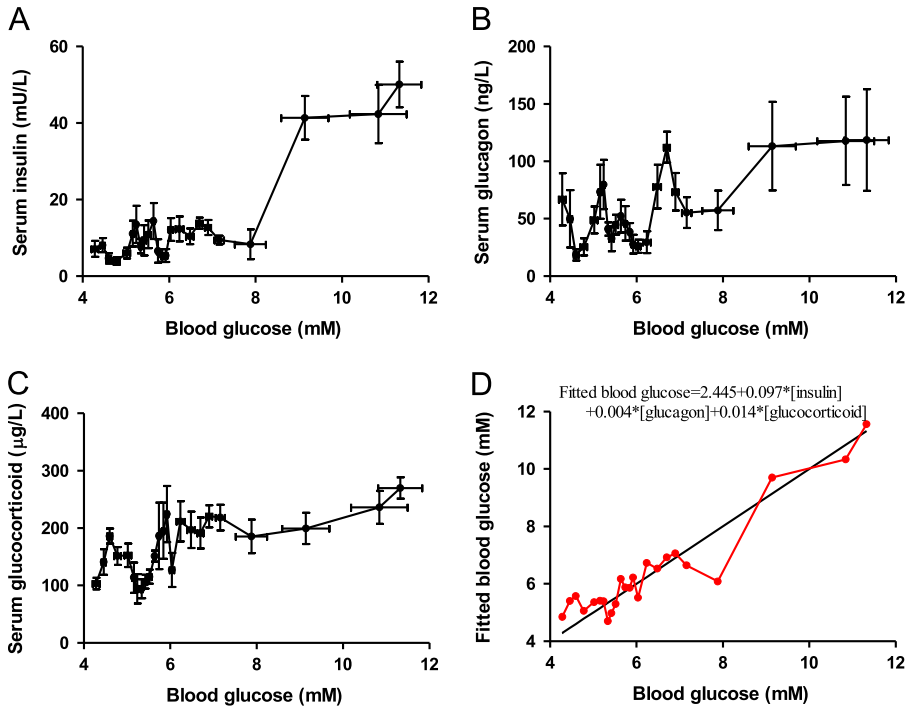 A
Serum insulin (mU/L)
60
40
20
0
4 6 8 10 12
Blood glucose (mM)
B
Serum glucagon (ng/L)
200
150
100
50
0
4 6 8 10 12
Blood glucose (mM)
C
Serum glucocorticoid (μg/L)
400
300
200
100
0
4 6 8 10 12
Blood glucose (mM)
D
Fitted blood glucose=2.445+0.097*[insulin]
+0.004*[glucagon]+0.014*[glucocorticoid]
Fitted blood glucose (mM)
12
10
8
6
4
4 6 8 10 12
Blood glucose (mM)